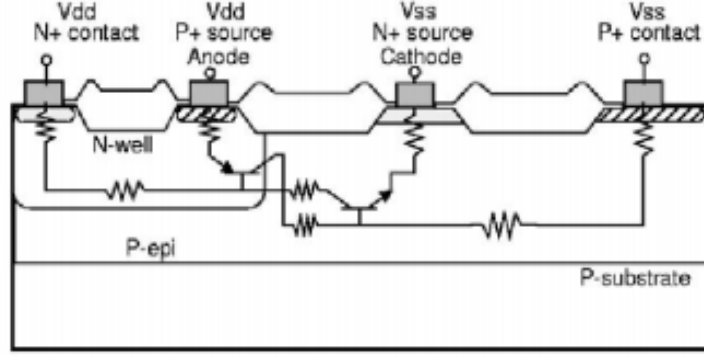 Vdd
N+ contact
Vdd
P+ source
Anode
Vss
N+ source
Cathode
Vss
P+ contact
N-well
P-epi
P-substrate